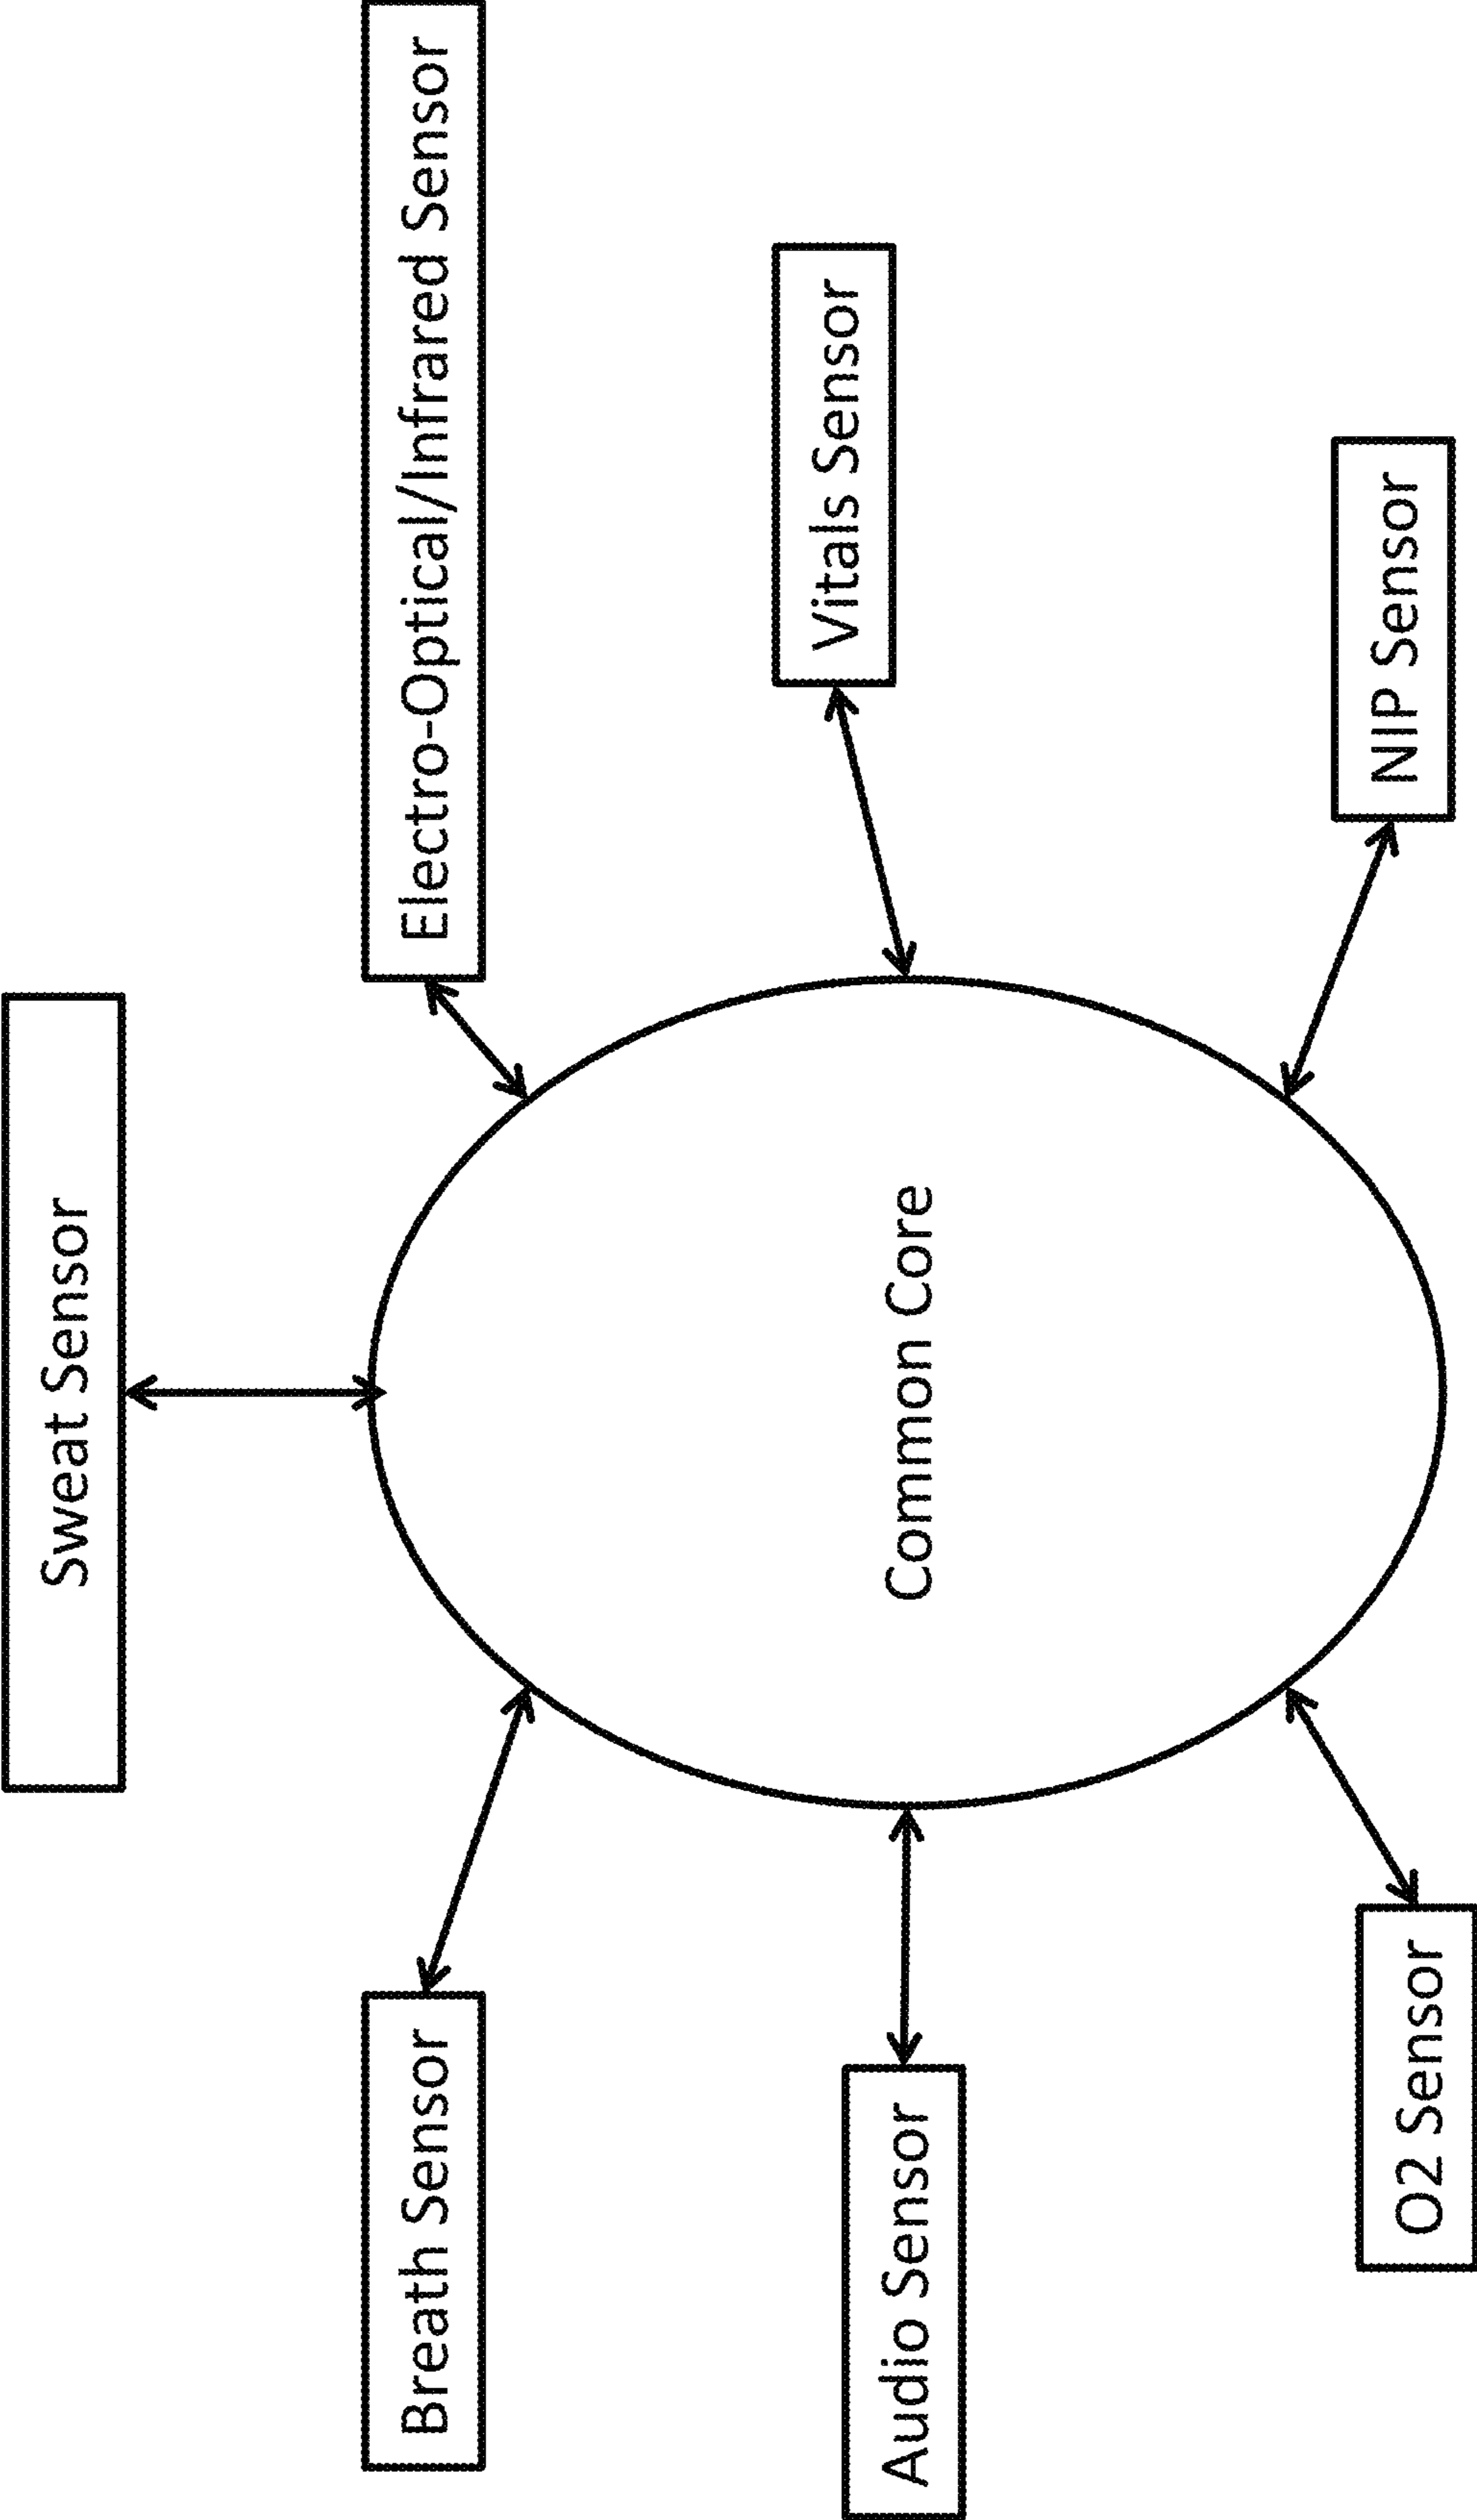 Sweat Sensor
Breath Sensor
Electro-Optical/Infrared Sensor
Vitals Sensor
Common Core
Audio Sensor
NIP Sensor
O2 Sensor